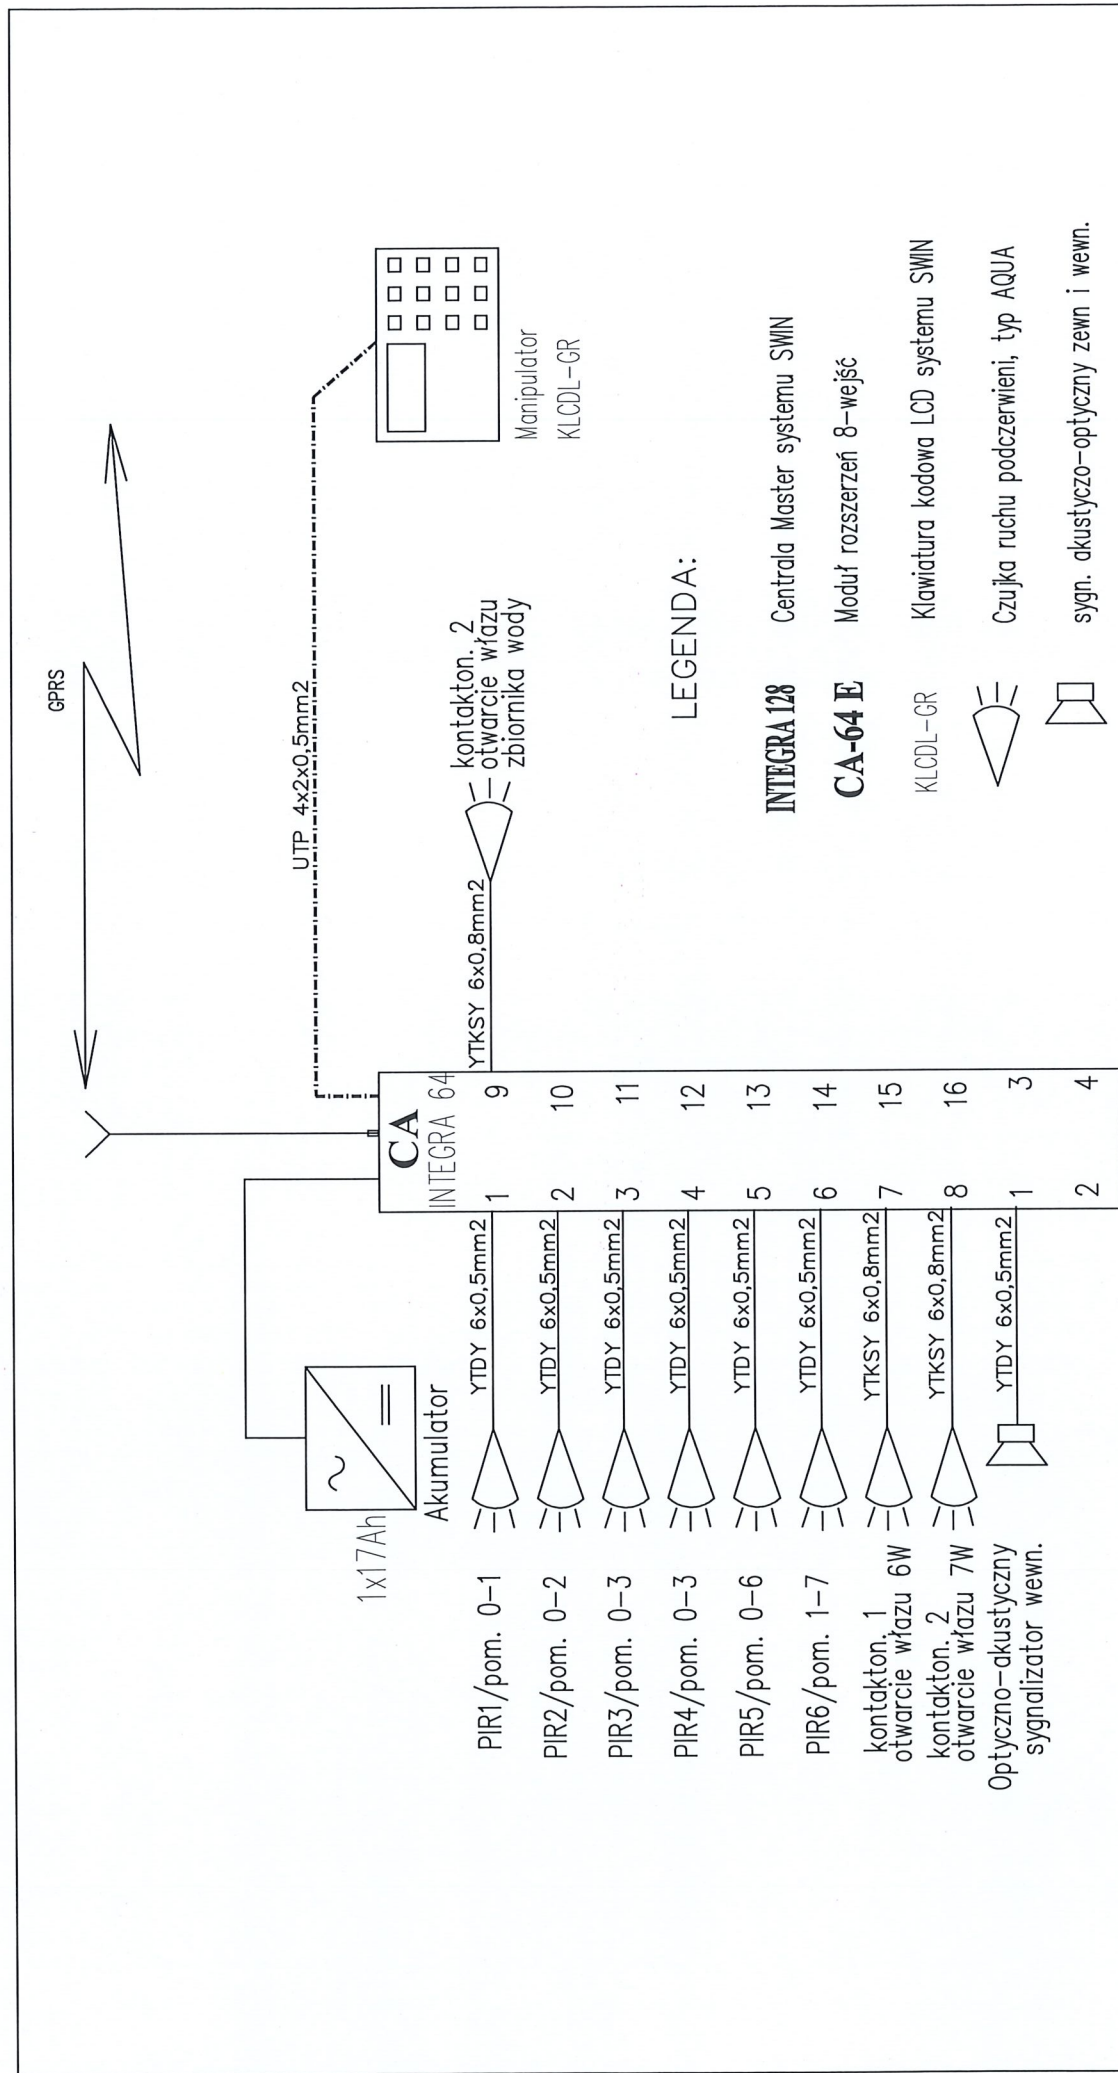 GPRS
UTP 4x2x0,5mm2
Manipulator
KLCDL-GR
1x17Ah
Akumulator
CA
INTEGRA 64
PIR1/pom. 0-1
YTDY 6x0,5mm2
1
9
YTKSY 6x0,8mm2
kontakton. 2
otwarcie włazu
zbiornika wody
PIR2/pom. 0-2
YTDY 6x0,5mm2
2
10
PIR3/pom. 0-3
YTDY 6x0,5mm2
3
11
PIR4/pom. 0-3
YTDY 6x0,5mm2
4
12
PIR5/pom. 0-6
YTDY 6x0,5mm2
5
13
PIR6/pom. 1-7
YTDY 6x0,5mm2
6
14
kontakton. 1
otwarcie włazu 6W
YTKSY 6x0,8mm2
7
15
kontakton. 2
otwarcie włazu 7W
YTKSY 6x0,8mm2
8
16
Optyczno-akustyczny
sygnalizator wewn.
YTDY 6x0,5mm2
1
3
2
4
LEGENDA:
INTEGRA 128 Centrala Master systemu SWIN
CA-64 E Moduł rozszerzeń 8-wejść
KLCDL-GR Klawiatura kodowa LCD systemu SWIN
Czujka ruchu podczerwieni, typ AQUA
sygn. akustyczo-optyczny zewn i wewn.